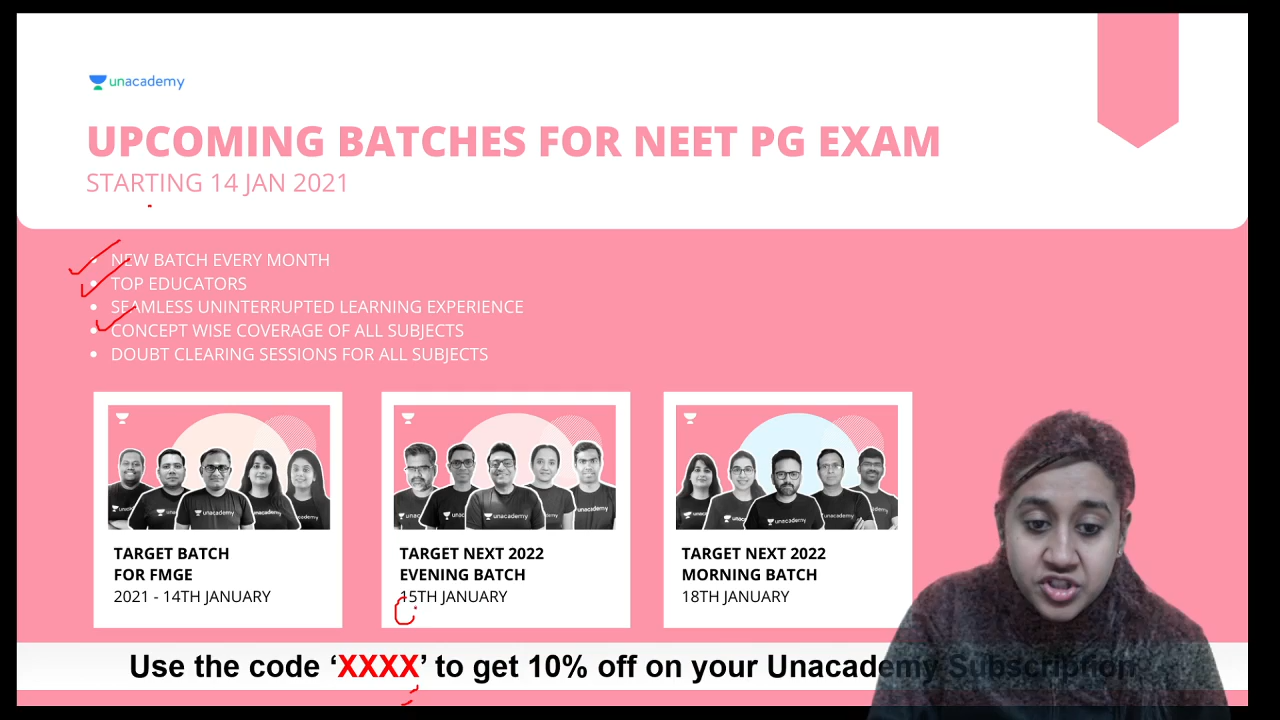 unacademy
UPCOMING BATCHES FOR NEET PG EXAM
STARTING 14 JAN 2021
NEW BATCH EVERY MONTH
TOP EDUCATORS
SEAMLESS UNINTERRUPTED LEARNING EXPERIENCE
CONCEPT WISE COVERAGE OF ALL SUBJECTS
DOUBT CLEARING SESSIONS FOR ALL SUBJECTS
unacademy
unacademy
unacademy
TARGET BATCH
FOR FMGE
2021 - 14TH JANUARY
TARGET NEXT 2022
EVENING BATCH
15TH JANUARY
TARGET NEXT 2022
MORNING BATCH
18TH JANUARY
Use the code ‘XXXX’ to get 10% off on your Unacademy Subscription